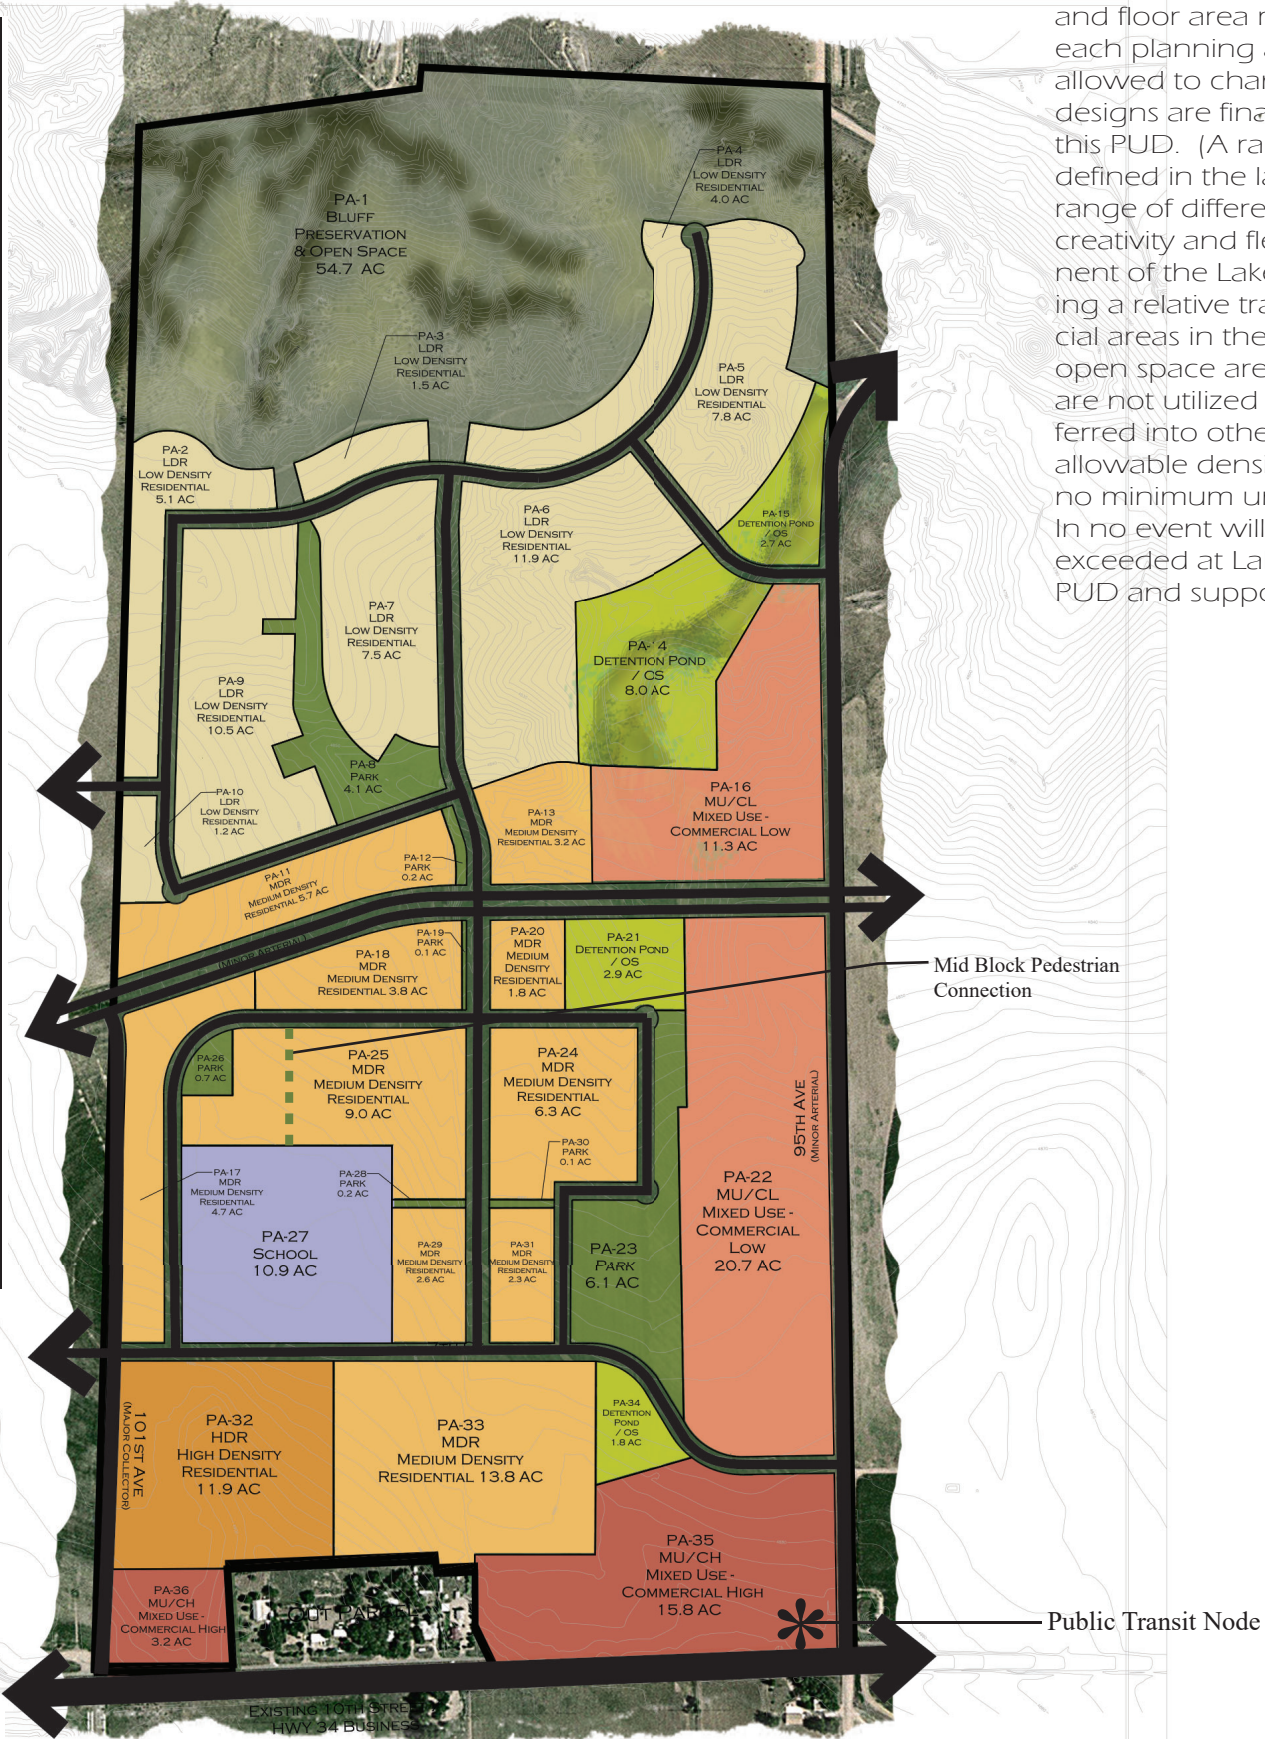 and floor area
each planning
allowed to
designs are
this PUD. (A
defined in the
range of
creativity and
nent of the
ing a relative
cial areas in the
open space
are not utilized
ferred into
allowable
no minimum
In no event will
exceeded at
PUD and
PA-1
BLUFF
PRESERVATION
& OPEN SPACE
54.7 AC
PA-4
LDR
LOW DENSITY
RESIDENTIAL
4.0 AC
PA-3
LDR
LOW DENSITY
RESIDENTIAL
1.5 AC
PA-5
LDR
LOW DENSITY
RESIDENTIAL
7.8 AC
PA-2
LDR
LOW DENSITY
RESIDENTIAL
5.1 AC
PA-6
LDR
LOW DENSITY
RESIDENTIAL
11.9 AC
PA-15
DETENTION POND
/ OS
2.7 AC
PA-7
LDR
LOW DENSITY
RESIDENTIAL
7.5 AC
PA-14
DETENTION POND
/ OS
8.0 AC
PA-9
LDR
LOW DENSITY
RESIDENTIAL
10.5 AC
PA-8
PARK
4.1 AC
PA-10
LDR
LOW DENSITY
RESIDENTIAL
1.2 AC
PA-13
MDR
MEDIUM DENSITY
RESIDENTIAL 3.2 AC
PA-16
MU/CL
MIXED USE -
COMMERCIAL LOW
11.3 AC
PA-12
PARK
0.2 AC
PA-11
MDR
MEDIUM DENSITY
RESIDENTIAL 5.7 AC
(MINOR ARTERIAL)
PA-18
MDR
MEDIUM DENSITY
RESIDENTIAL 3.8 AC
PA-19
PARK
0.1 AC
PA-20
MDR
MEDIUM
DENSITY
RESIDENTIAL
1.8 AC
PA-21
DETENTION POND
/ OS
2.9 AC
Mid Block Pedestrian
Connection
PA-26
PARK
0.7 AC
PA-25
MDR
MEDIUM DENSITY
RESIDENTIAL
9.0 AC
PA-24
MDR
MEDIUM DENSITY
RESIDENTIAL
6.3 AC
95TH AVE
(MINOR ARTERIAL)
PA-30
PARK
0.1 AC
PA-17
MDR
MEDIUM DENSITY
RESIDENTIAL
4.7 AC
PA-28
PARK
0.2 AC
PA-22
MU/CL
MIXED USE -
COMMERCIAL
LOW
20.7 AC
PA-27
SCHOOL
10.9 AC
PA-29
MDR
MEDIUM DENSITY
RESIDENTIAL
2.6 AC
PA-31
MDR
MEDIUM DENSITY
RESIDENTIAL
2.3 AC
PA-23
PARK
6.1 AC
101ST AVE
(MAJOR COLLECTOR)
PA-32
HDR
HIGH DENSITY
RESIDENTIAL
11.9 AC
PA-33
MDR
MEDIUM DENSITY
RESIDENTIAL 13.8 AC
PA-34
DETENTION
POND
/ OS
1.8 AC
PA-35
MU/CH
MIXED USE -
COMMERCIAL HIGH
15.8 AC
PA-36
MU/CH
MIXED USE -
COMMERCIAL HIGH
3.2 AC
OUT PARCEL
Public Transit Node
EXISTING 10TH STREET
HWY 34 BUSINESS